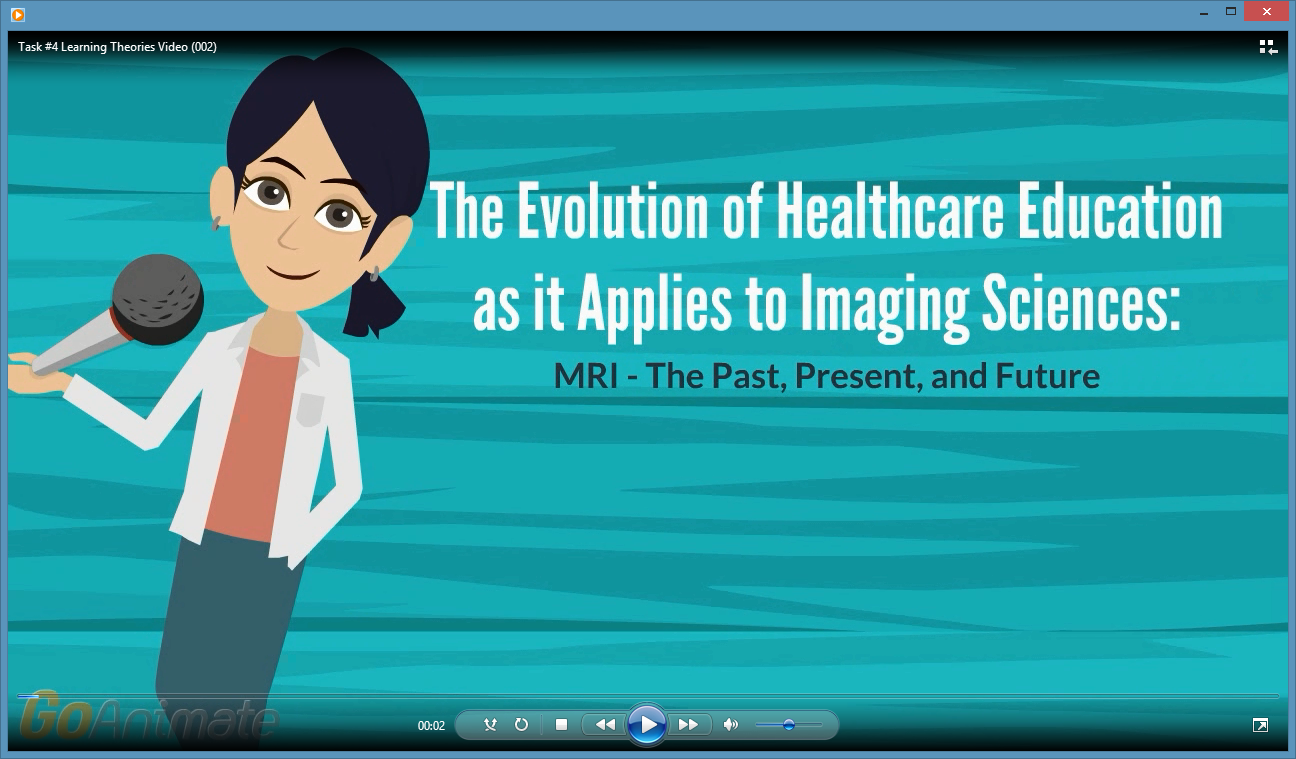 Task #4 Learning Theories Video (002)
The Evolution of Healthcare Education
as it Applies to Imaging Sciences:
MRI - The Past, Present, and Future
GoAnimate
00:02